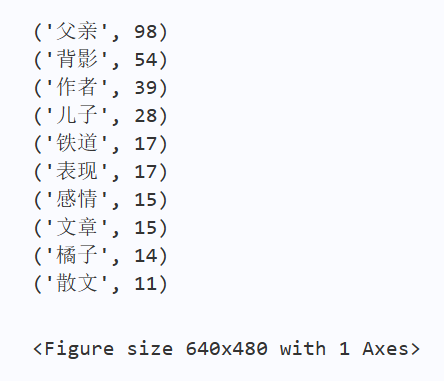 ('父亲', 98)
('背影', 54)
('作者', 39)
('儿子', 28)
('铁道', 17)
('表现', 17)
('感情', 15)
('文章', 15)
('橘子', 14)
('散文', 11)
<Figure size 640x480 with 1 Axes>